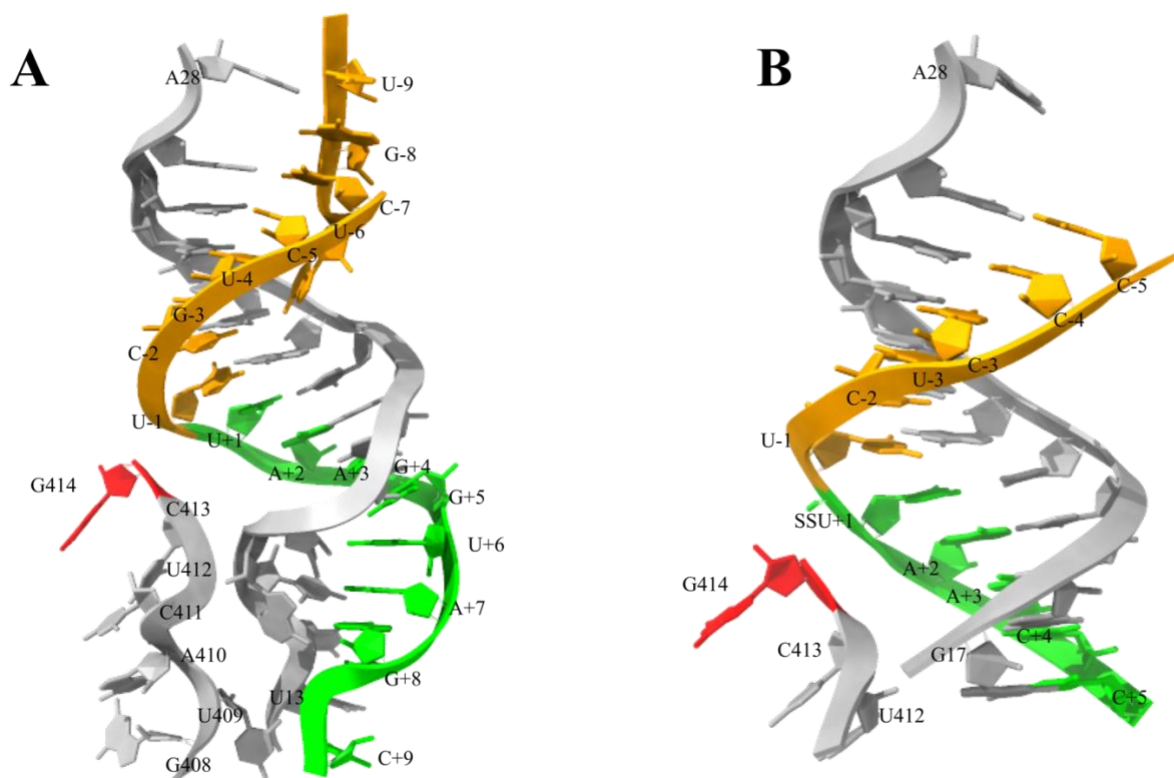 A
A28
U-9
G-8
C-7
U-6
C-5
U-4
G-3
C-2
U-1
U+1
A+2
A+3
G+4
G+5
U+6
A+7
G+8
C+9
G414
C413
U412
C411
A410
U409
G408
U13
B
A28
C-5
C-4
C-3
U-3
C-2
U-1
SSU+1
A+2
A+3
C+4
C+5
G17
G414
C413
U412